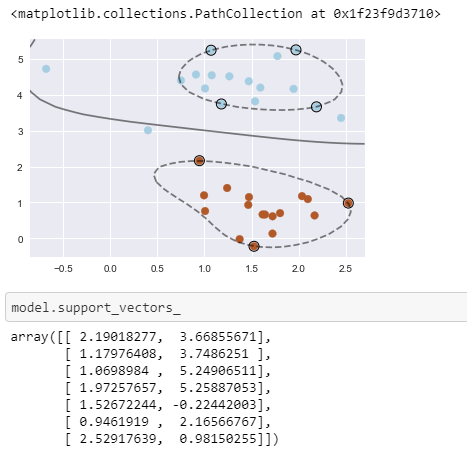 <matplotlib.collections.PathCollection at 0x1f23f9d3710>
5
4
3
2
1
0
−0.5 0.0 0.5 1.0 1.5 2.0 2.5
model.support_vectors_
array([[ 2.19018277,  3.66855671],
       [ 1.17976408,  3.7486251 ],
       [ 1.0698984 ,  5.24906511],
       [ 1.97257657,  5.25887053],
       [ 1.52672244, -0.22442003],
       [ 0.9461919 ,  2.16566767],
       [ 2.52917639,  0.98150255]])